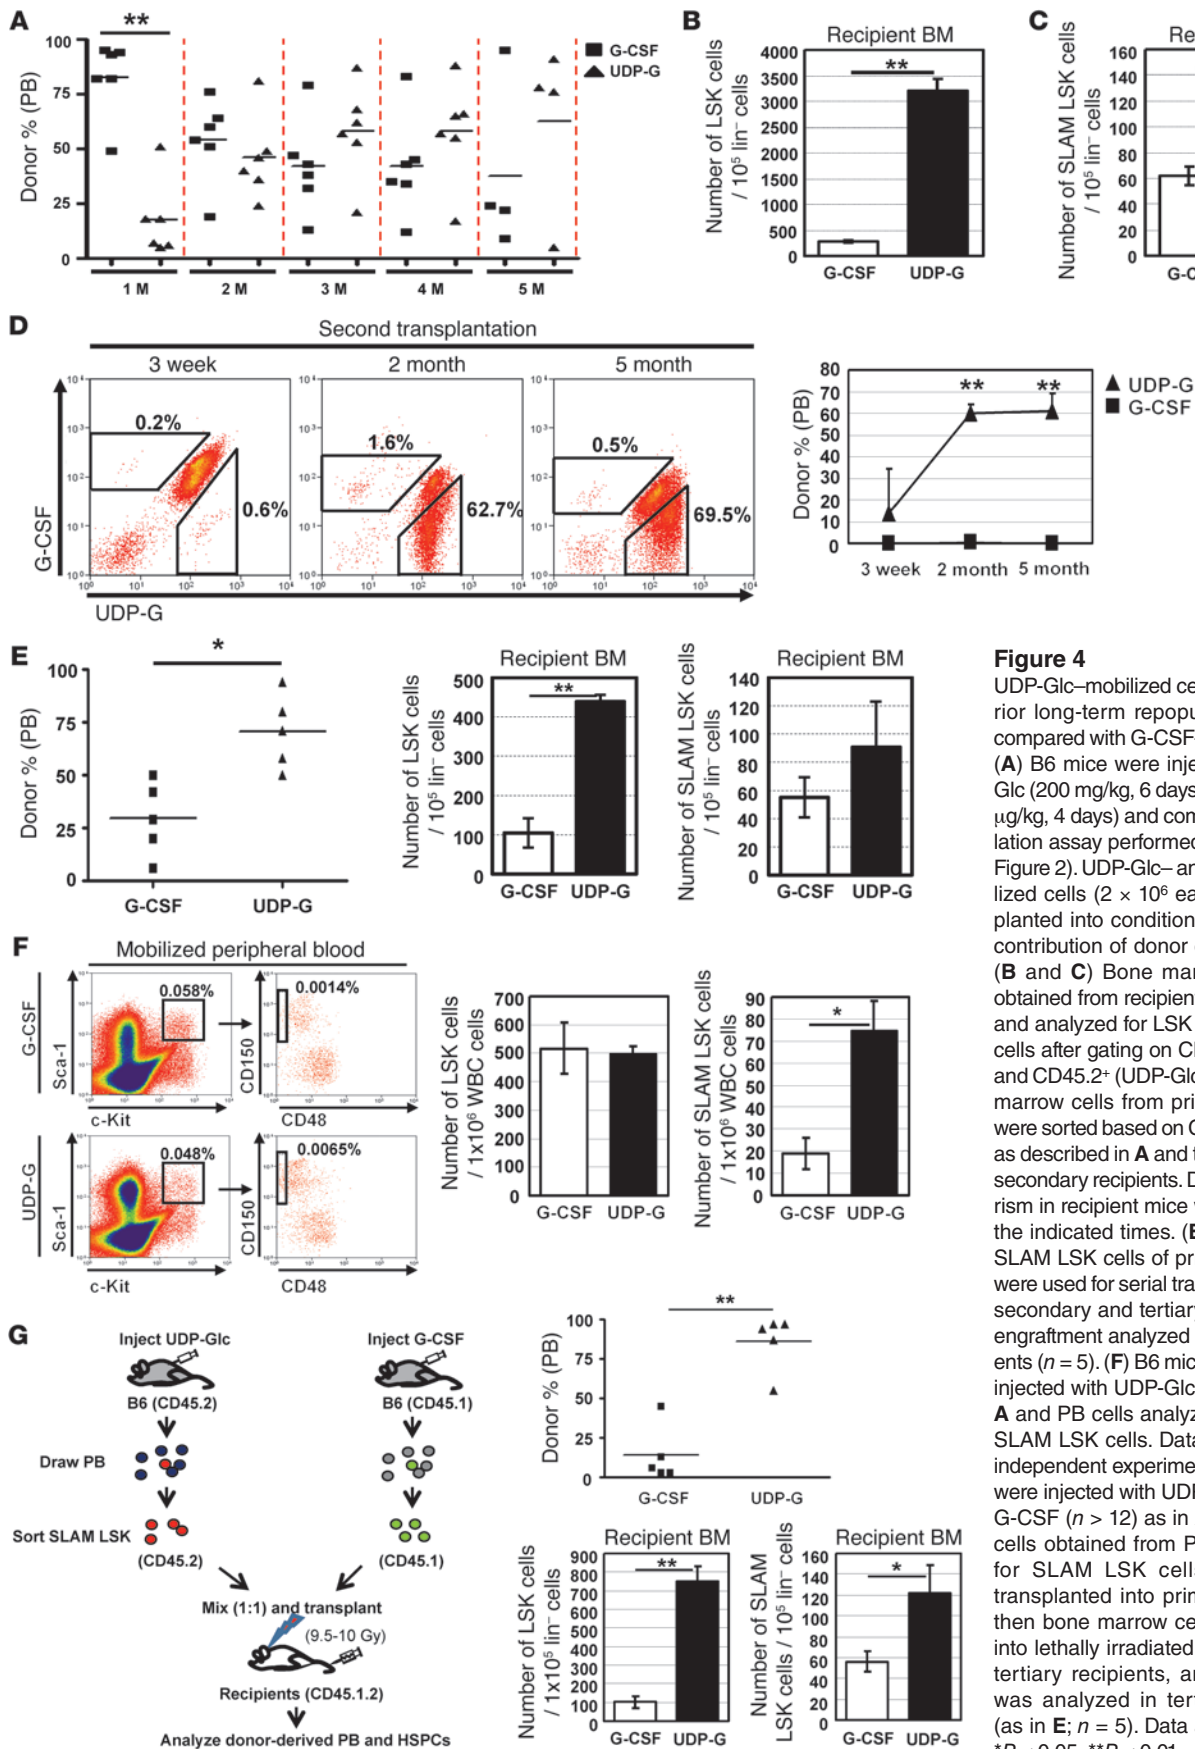 A
**
100
75
50
25
0
Donor % (PB)
G-CSF
UDP-G
1 M
2 M
3 M
4 M
5 M
B
Recipient BM
Number of LSK cells
/ 10⁵ lin⁻ cells
4000
3500
3000
2500
2000
1500
1000
500
0
**
G-CSF
UDP-G
C
Number of SLAM LSK cells
/ 10⁵ lin⁻ cells
160
140
120
100
80
60
40
20
0
D
Second transplantation
3 week
2 month
5 month
0.2%
0.6%
1.6%
62.7%
0.5%
69.5%
G-CSF
UDP-G
Donor % (PB)
80
70
60
50
40
30
20
10
0
**
**
UDP-G
G-CSF
3 week
2 month
5 month
E
Donor % (PB)
100
75
50
25
0
*
G-CSF
UDP-G
Recipient BM
Number of LSK cells
/ 10⁵ lin⁻ cells
500
400
300
200
100
0
**
G-CSF
UDP-G
Recipient BM
Number of SLAM LSK cells
/ 10⁵ lin⁻ cells
140
120
100
80
60
40
20
0
G-CSF
UDP-G
F
Mobilized peripheral blood
G-CSF
Sca-1
0.058%
c-Kit
CD150
0.0014%
CD48
UDP-G
Sca-1
0.048%
c-Kit
CD150
0.0065%
CD48
Number of LSK cells
/ 1x10⁶ WBC cells
700
600
500
400
300
200
100
0
G-CSF
UDP-G
Number of SLAM LSK cells
/ 1x10⁶ WBC cells
90
80
70
60
50
40
30
20
10
0
*
G-CSF
UDP-G
G
Inject UDP-Glc
Inject G-CSF
B6 (CD45.2)
B6 (CD45.1)
Draw PB
Sort SLAM LSK
(CD45.2)
(CD45.1)
Mix (1:1) and transplant
(9.5-10 Gy)
Recipients (CD45.1.2)
Analyze donor-derived PB and HSPCs
Donor % (PB)
100
75
50
25
0
**
G-CSF
UDP-G
Recipient BM
Number of LSK cells
/ 1x10⁵ lin⁻ cells
900
800
700
600
500
400
300
200
100
0
**
G-CSF
UDP-G
Recipient BM
Number of SLAM
LSK cells / 10⁵ lin⁻ cells
160
140
120
100
80
60
40
20
0
*
G-CSF
UDP-G
Figure 4
UDP-Glc–mobilized ce
rior long-term repopu
compared with G-CSF
(A) B6 mice were inje
Glc (200 mg/kg, 6 days
μg/kg, 4 days) and con
lation assay performed
Figure 2). UDP-Glc– an
lized cells (2 × 10⁶ ea
planted into condition
contribution of donor
(B and C) Bone mar
obtained from recipien
and analyzed for LSK
cells after gating on C
and CD45.2⁺ (UDP-Glc
marrow cells from pri
were sorted based on C
as described in A and t
secondary recipients. D
rism in recipient mice
the indicated times. (E
SLAM LSK cells of pr
were used for serial tra
secondary and tertiary
engraftment analyzed
ents (n = 5). (F) B6 mic
injected with UDP-Glc
A and PB cells analyz
SLAM LSK cells. Data
independent experime
were injected with UDP
G-CSF (n > 12) as in
cells obtained from P
for SLAM LSK cells
transplanted into prin
then bone marrow ce
into lethally irradiated
tertiary recipients, an
was analyzed in tert
(as in E; n = 5). Data